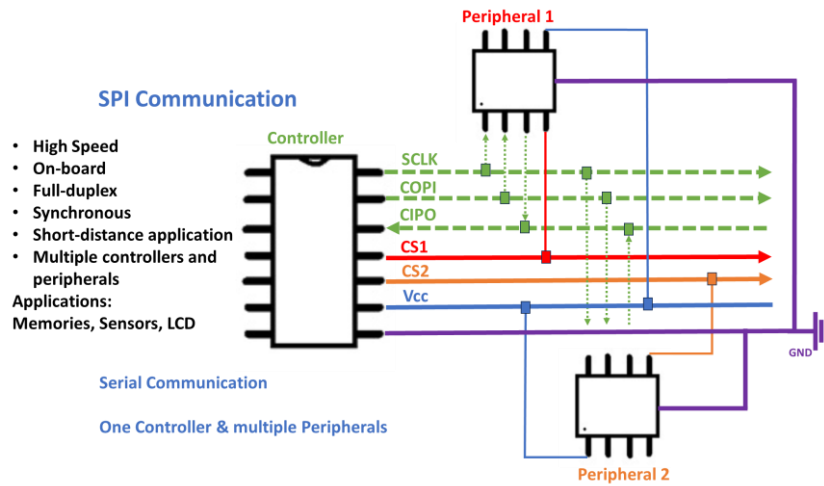 Peripheral 1
SPI Communication
• High Speed
• On-board
• Full-duplex
• Synchronous
• Short-distance application
• Multiple controllers and
peripherals
Applications:
Memories, Sensors, LCD
Controller
SCLK
COPI
CIPO
CS1
CS2
Vcc
GND
Serial Communication
One Controller & multiple Peripherals
Peripheral 2